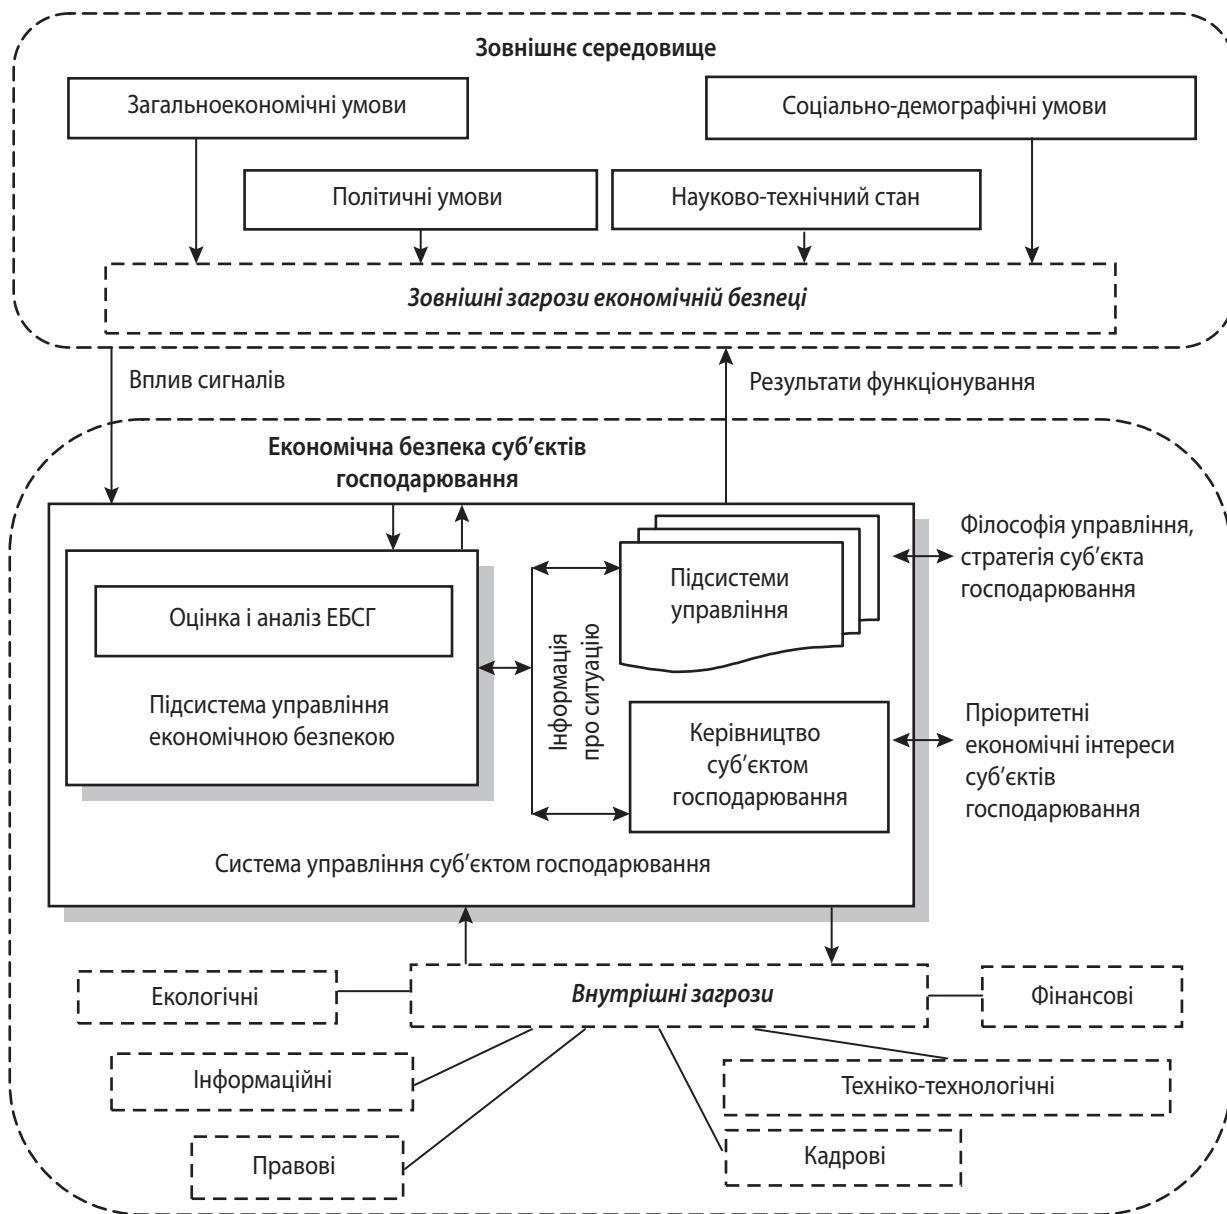 Зовнішнє середовище
Загальноекономічні умови
Соціально-демографічні умови
Політичні умови
Науково-технічний стан
Зовнішні загрози економічній безпеці
Вплив сигналів
Результати функціонування
Економічна безпека суб’єктів
господарювання
Оцінка і аналіз ЕБСГ
Підсистема управління
економічною безпекою
Інформація
про ситуацію
Підсистеми
управління
Філософія управління,
стратегія суб’єкта
господарювання
Керівництво
суб’єктом
господарювання
Пріоритетні
економічні інтереси
суб’єктів
господарювання
Система управління суб’єктом господарювання
Екологічні
Внутрішні загрози
Фінансові
Інформаційні
Техніко-технологічні
Правові
Кадрові